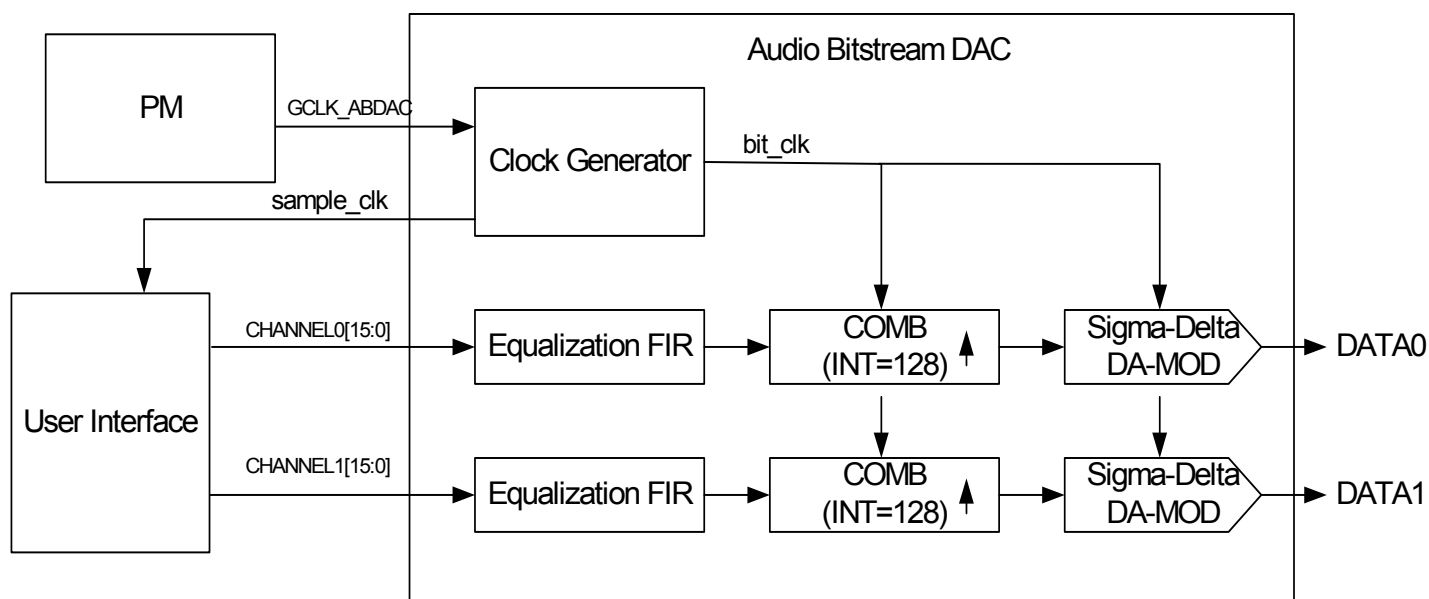 Audio Bitstream DAC
PM
GCLK_ABDAC
Clock Generator
bit_clk
sample_clk
User Interface
CHANNEL0[15:0]
Equalization FIR
COMB
(INT=128)
Sigma-Delta
DA-MOD
DATA0
CHANNEL1[15:0]
Equalization FIR
COMB
(INT=128)
Sigma-Delta
DA-MOD
DATA1